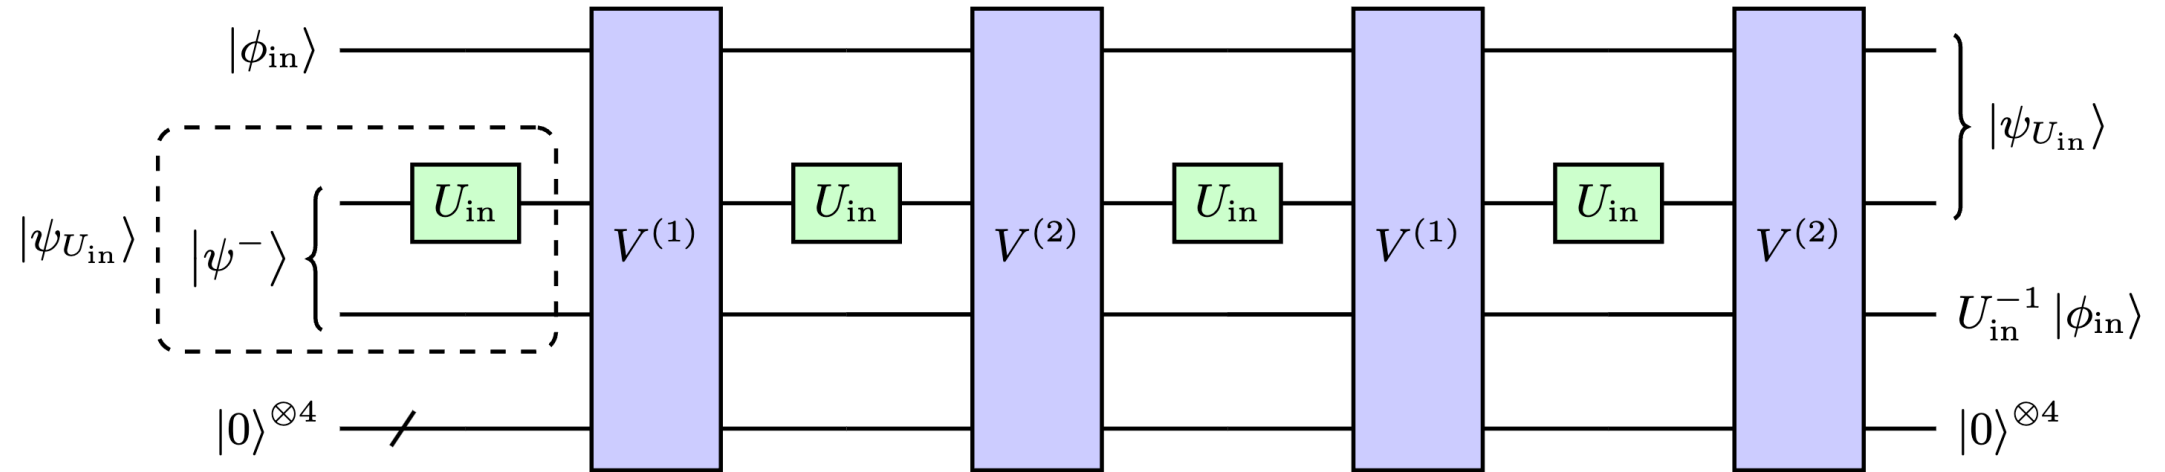 |ϕ_in⟩
U_in
|ψ_{U_in}⟩
|ψ^−⟩
|0⟩^{⊗4}
V^{(1)}
U_in
V^{(2)}
U_in
V^{(1)}
U_in
V^{(2)}
|ψ_{U_in}⟩
U_in^{−1} |ϕ_in⟩
|0⟩^{⊗4}